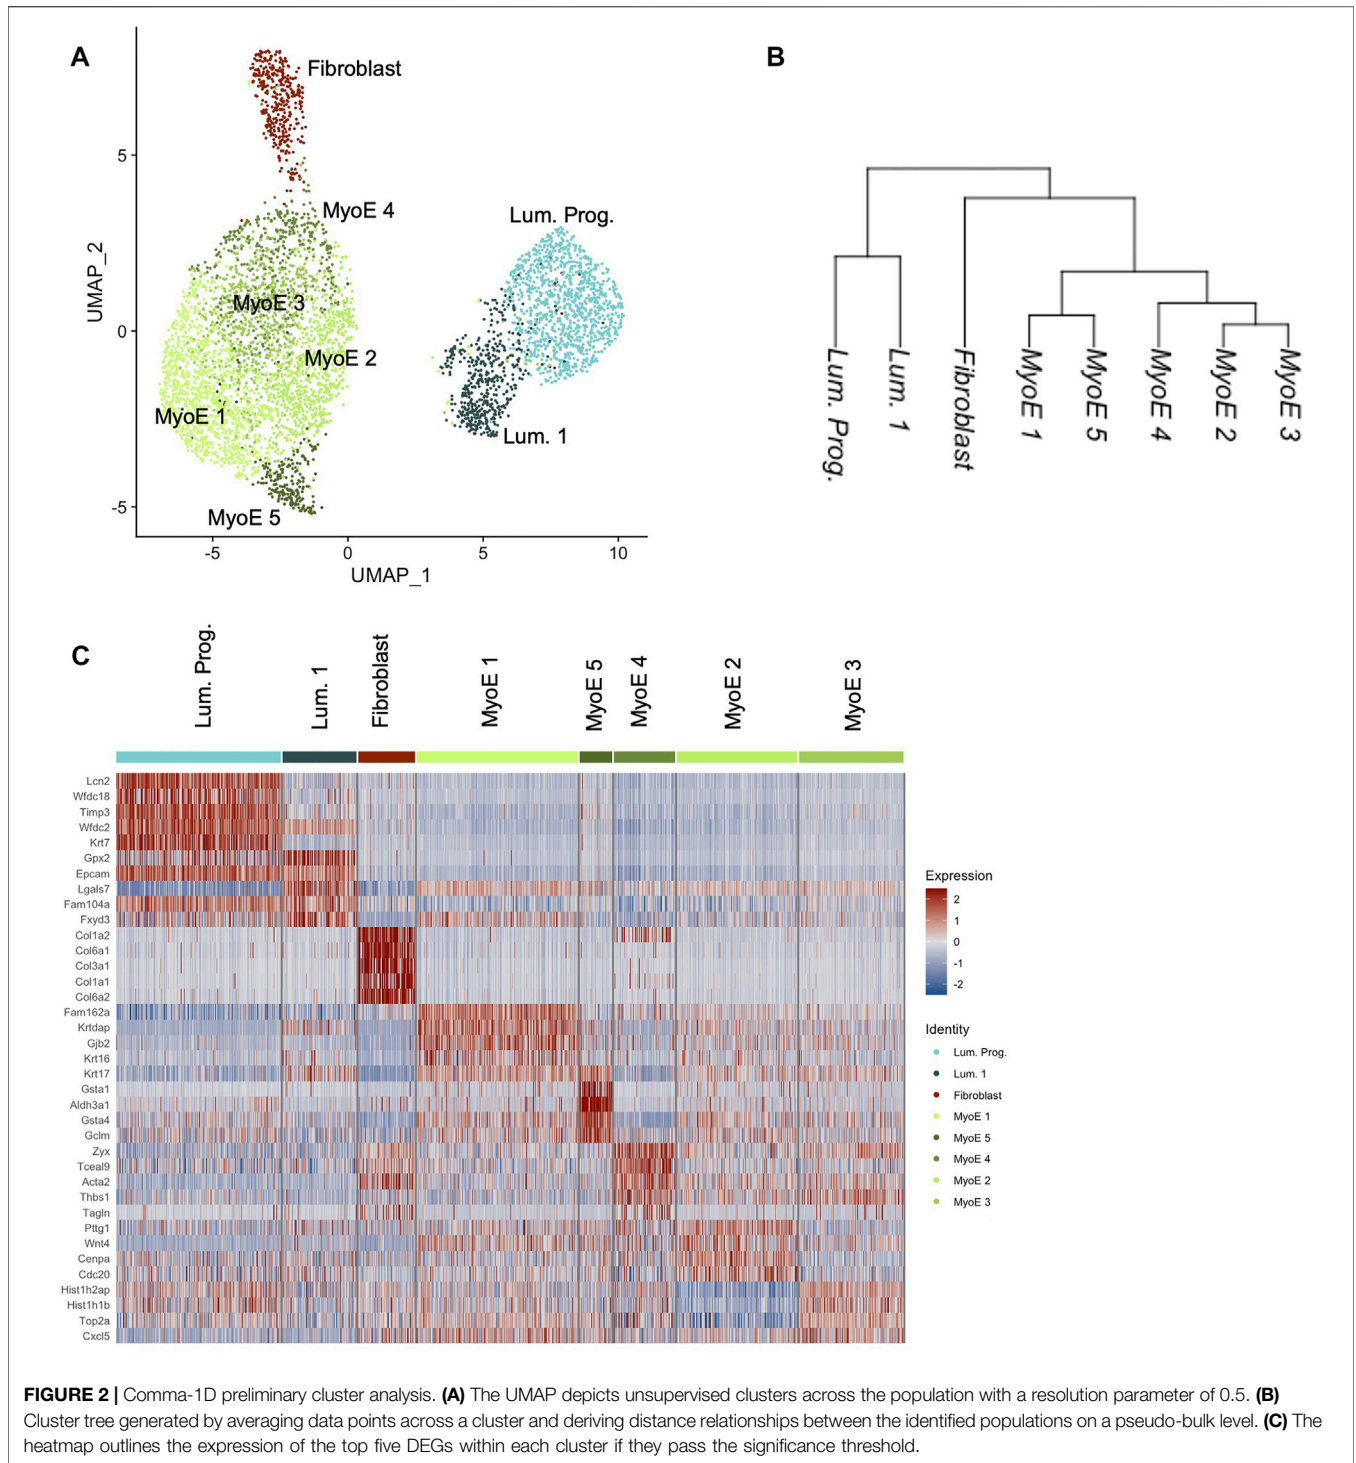 A
Fibroblast
MyoE 4
Lum. Prog.
MyoE 3
MyoE 2
MyoE 1
Lum. 1
MyoE 5
UMAP_2
5
0
-5
-5
0
5
10
UMAP_1
B
Lum. Prog.
Lum. 1
Fibroblast
MyoE 1
MyoE 5
MyoE 4
MyoE 2
MyoE 3
C
Lum. Prog.
Lum. 1
Fibroblast
MyoE 1
MyoE 5
MyoE 4
MyoE 2
MyoE 3
Lcn2
Wfdc18
Timp3
Wfdc2
Krt7
Gpx2
Epcam
Lgals7
Fam104a
Fxyd3
Col1a2
Col6a1
Col3a1
Col1a1
Col6a2
Fam162a
Krtdap
Gjb2
Krt16
Krt17
Gsta1
Aldh3a1
Gsta4
Gclm
Zyx
Tceal9
Acta2
Thbs1
Tagln
Pttg1
Wnt4
Cenpa
Cdc20
Hist1h2ap
Hist1h1b
Top2a
Cxcl5
Expression
2
1
0
-1
-2
Identity
Lum. Prog.
Lum. 1
Fibroblast
MyoE 1
MyoE 5
MyoE 4
MyoE 2
MyoE 3
FIGURE 2 | Comma-1D preliminary cluster analysis. (A) The UMAP depicts unsupervised clusters across the population with a resolution parameter of 0.5. (B)
Cluster tree generated by averaging data points across a cluster and deriving distance relationships between the identified populations on a pseudo-bulk level. (C) The
heatmap outlines the expression of the top five DEGs within each cluster if they pass the significance threshold.